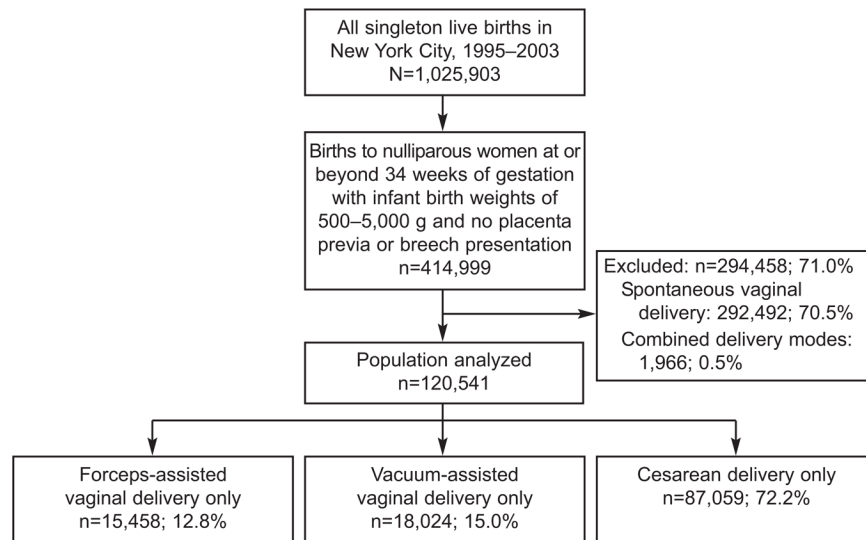 All singleton live births in
New York City, 1995–2003
N=1,025,903
Births to nulliparous women at or
beyond 34 weeks of gestation
with infant birth weights of
500–5,000 g and no placenta
previa or breech presentation
n=414,999
Excluded: n=294,458; 71.0%
Spontaneous vaginal
delivery: 292,492; 70.5%
Combined delivery modes:
1,966; 0.5%
Population analyzed
n=120,541
Forceps-assisted
vaginal delivery only
n=15,458; 12.8%
Vacuum-assisted
vaginal delivery only
n=18,024; 15.0%
Cesarean delivery only
n=87,059; 72.2%